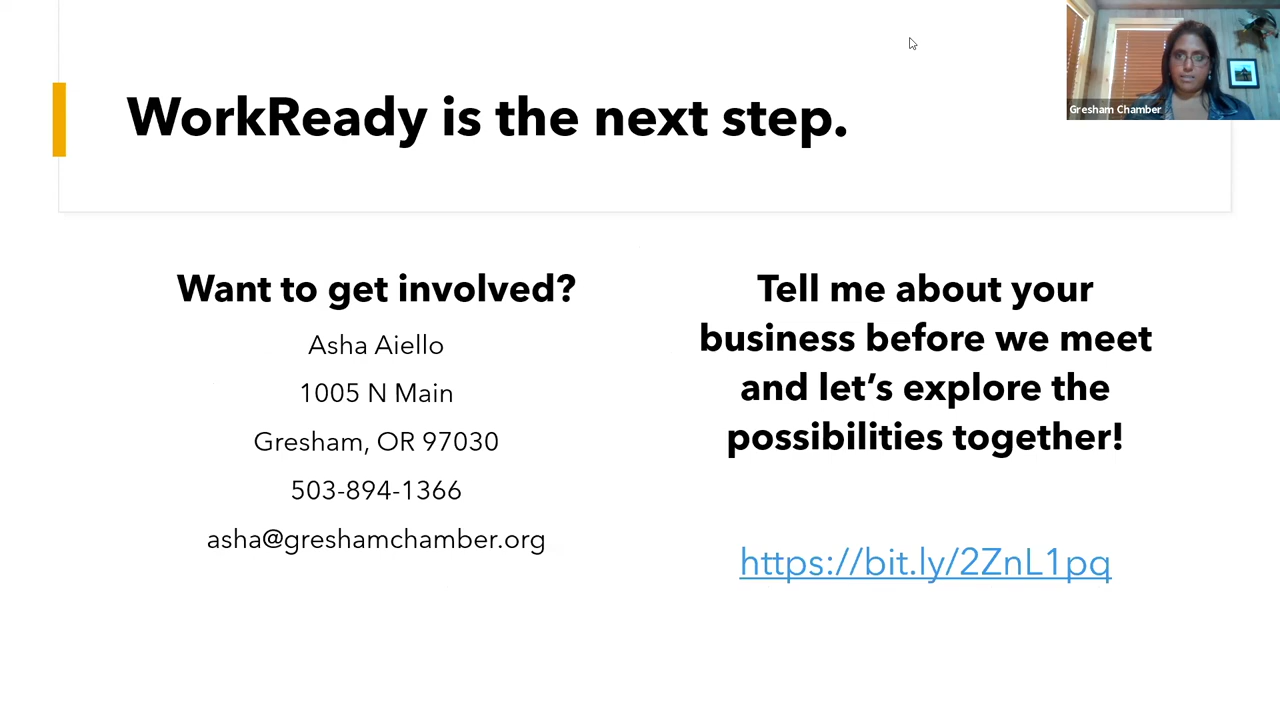 WorkReady is the next step.
Gresham Chamber
Want to get involved?
Asha Aiello
1005 N Main
Gresham, OR 97030
503-894-1366
asha@greshamchamber.org
Tell me about your
business before we meet
and let’s explore the
possibilities together!
https://bit.ly/2ZnL1pq